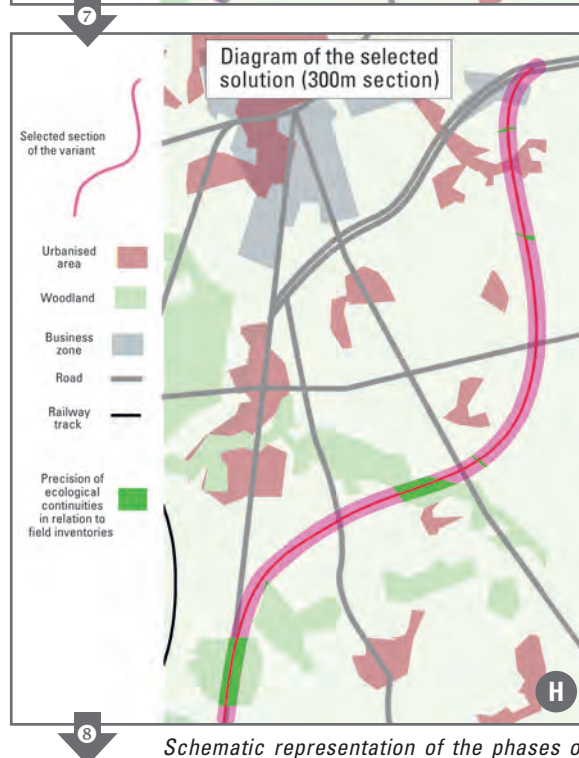 7
Diagram of the selected
solution (300m section)
Selected section
of the variant
Urbanised
area
Woodland
Business
zone
Road
Railway
track
Precision of
ecological
continuities
in relation to
field inventories
H
8
Schematic representation of the phases o